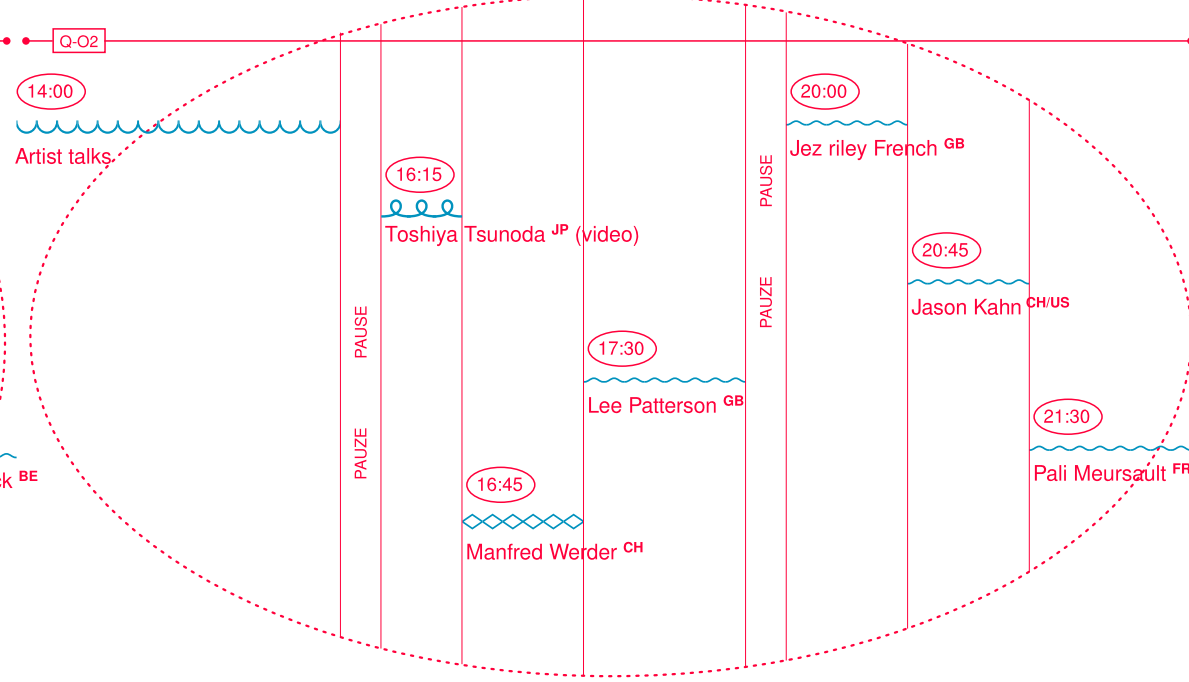 Q-O2
14:00
Artist talks
PAUSE
PAUZE
16:15
Toshiya Tsunoda JP (video)
16:45
Manfred Werder CH
17:30
Lee Patterson GB
PAUSE
PAUZE
20:00
Jez riley French GB
20:45
Jason Kahn CH/US
21:30
Pali Meursault FR
BE